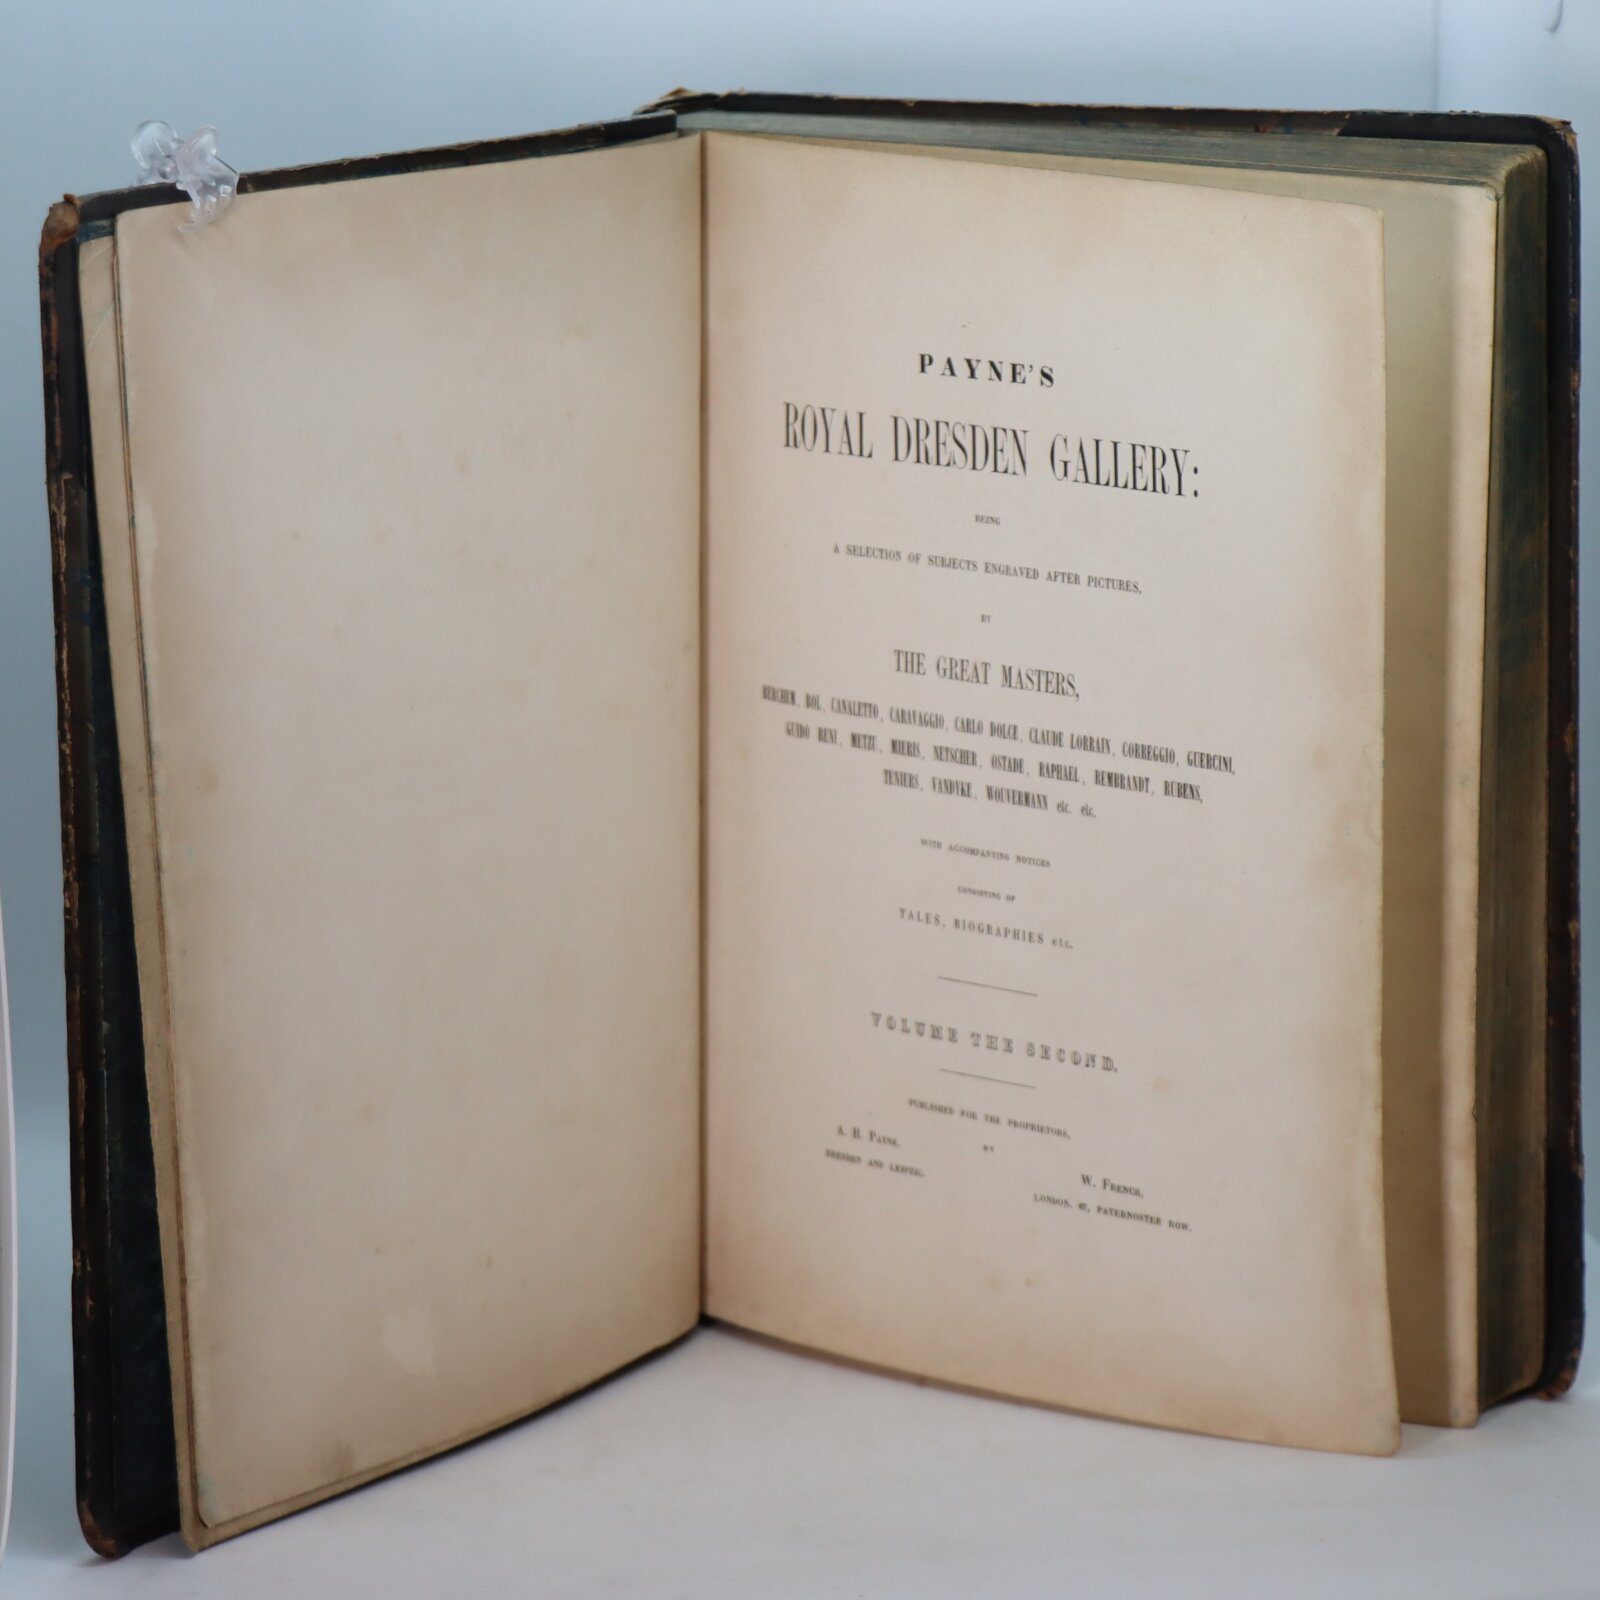 PAYNE'S
ROYAL DRESDEN GALLERY:
BEING
A SELECTION OF SUBJECTS ENGRAVED AFTER PICTURES,
BY
THE GREAT MASTERS,
BERCHEM, BOL, CANALETTO, CARAVAGGIO, CARLO DOLCE, CLAUDE LORRAIN, CORREGGIO, GUERCINI,
GUIDO RENI, METZU, MIERIS, NETSCHER, OSTADE, RAPHAEL, REMBRANDT, RUBENS,
TENIERS, VANDYKE, WOUVERMANN etc. etc.
WITH ACCOMPANYING NOTICES
CONSISTING OF
TALES, BIOGRAPHIES etc.
VOLUME THE SECOND.
PUBLISHED FOR THE PROPRIETORS,
BY
A. H. PAYNE.
DRESDEN AND LEIPZIG.
W. FRENCH.
LONDON, 67, PATERNOSTER ROW.